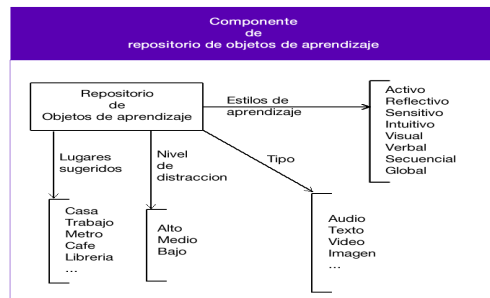 Componente
de
repositorio de objetos de aprendizaje
Repositorio
de
Objetos de aprendizaje
Estilos de
aprendizaje
Activo
Reflectivo
Sensitivo
Intuitivo
Visual
Verbal
Secuencial
Global
Lugares
sugeridos
Nivel
de
distraccion
Tipo
Casa
Trabajo
Metro
Cafe
Libreria
...
Alto
Medio
Bajo
Audio
Texto
Video
Imagen
...